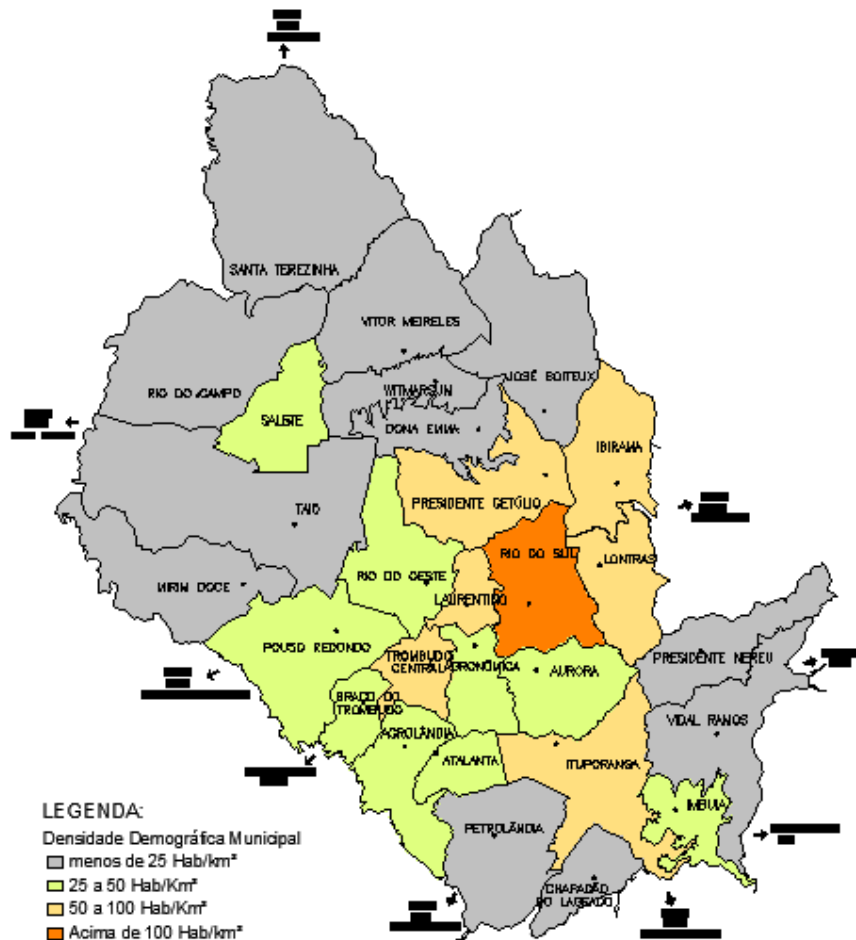 SANTA TEREZINHA
VITOR MEIRELES
RIO DO CAMPO
JOSÉ BOITEUX
WITMARSUM
SALETE
DONA EMMA
IBIRAMA
PRESIDENTE GETÚLIO
TAIÓ
RIO DO SUL
LONTRAS
RIO DO OESTE
MIRIM DOCE
LAURENTINO
POUSO REDONDO
TROMBUDO
CENTRAL
AGRONÔMICA
PRESIDENTE NEREU
AURORA
BRAÇO DO
TROMBUDO
VIDAL RAMOS
AGROLÂNDIA
ATALANTA
ITUPORANGA
IMBUIA
PETROLÂNDIA
CHAPADÃO
DO LAGEADO
LEGENDA:
Densidade Demográfica Municipal
menos de 25 Hab/km²
25 a 50 Hab/Km²
50 a 100 Hab/Km²
Acima de 100 Hab/km²